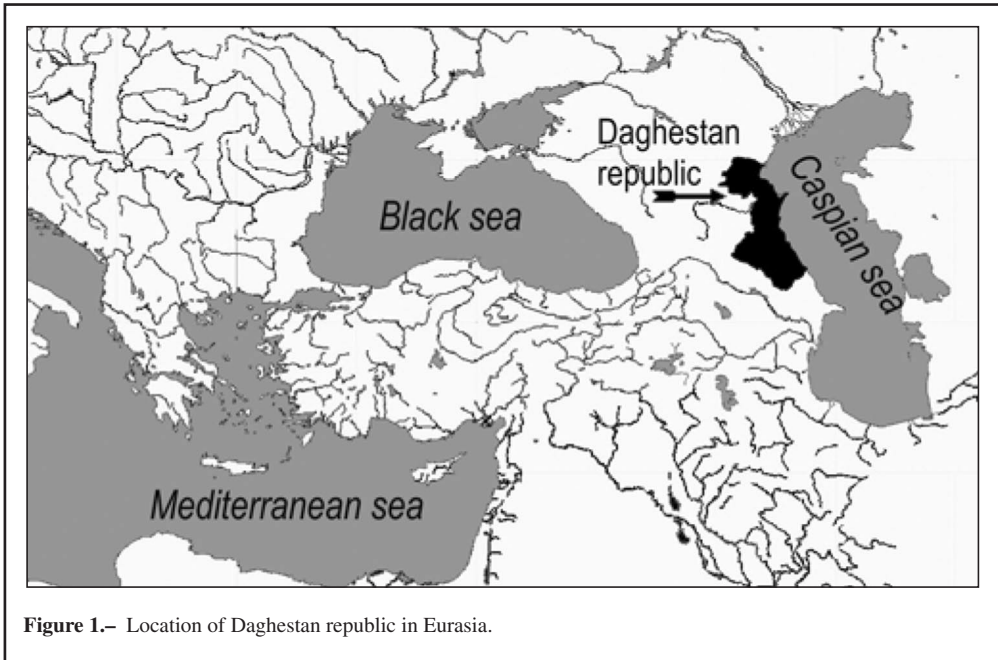 Daghestan
republic
Black sea
Caspian sea
Mediterranean sea
Figure 1.– Location of Daghestan republic in Eurasia.